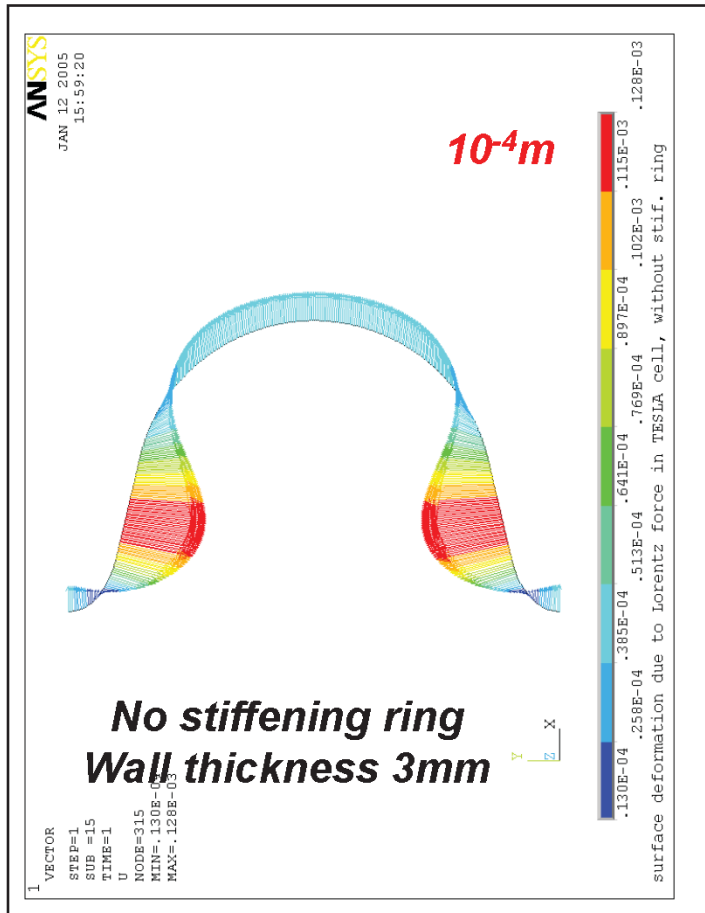 1
VECTOR
STEP=1
SUB =15
TIME=1
U
NODE=315
MIN=.130E-04
MAX=.128E-03
ANSYS
JAN 12 2005
15:59:20
10-4m
No stiffening ring
Wall thickness 3mm
Y
Z X
.130E-04
.258E-04
.385E-04
.513E-04
.641E-04
.769E-04
.897E-04
.102E-03
.115E-03
.128E-03
surface deformation due to Lorentz force in TESLA cell, without stif. ring